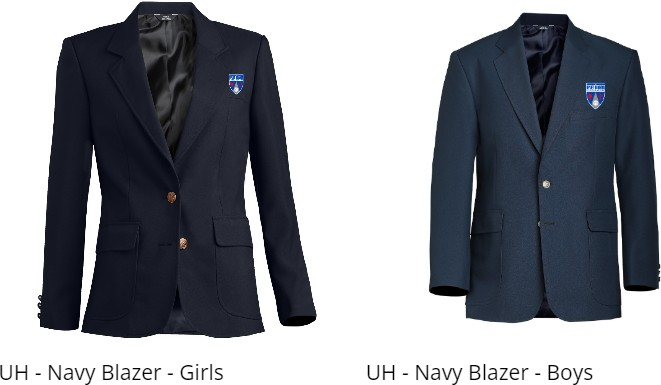 UH - Navy Blazer - Girls
UH - Navy Blazer - Boys